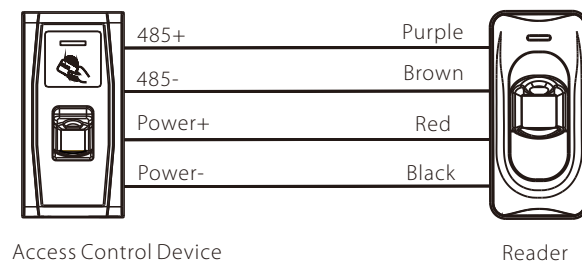 485+ Purple
485- Brown
Power+ Red
Power- Black
Access Control Device Reader